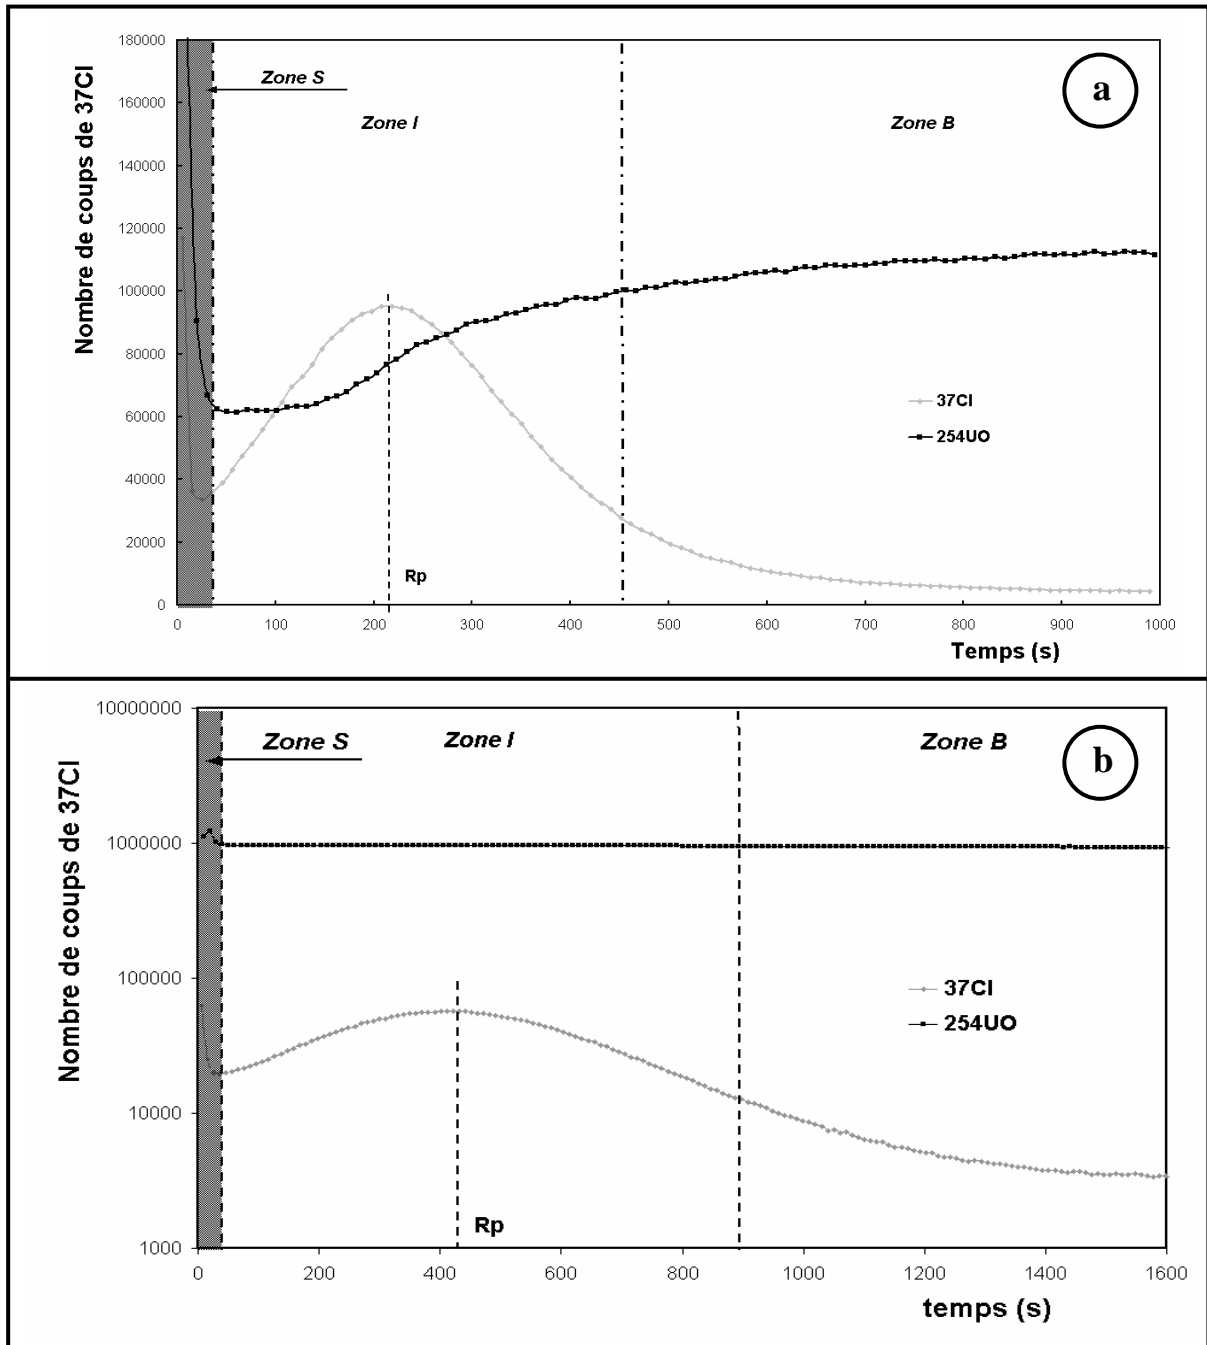 a
Nombre de coups de 37Cl
180000
160000
140000
120000
100000
80000
60000
40000
20000
0
Zone S
Zone I
Zone B
37Cl
254UO
Rp
0 100 200 300 400 500 600 700 800 900 1000
Temps (s)
b
Nombre de coups de 37Cl
10000000
1000000
100000
10000
1000
Zone S
Zone I
Zone B
37Cl
254UO
Rp
0 200 400 600 800 1000 1200 1400 1600
temps (s)